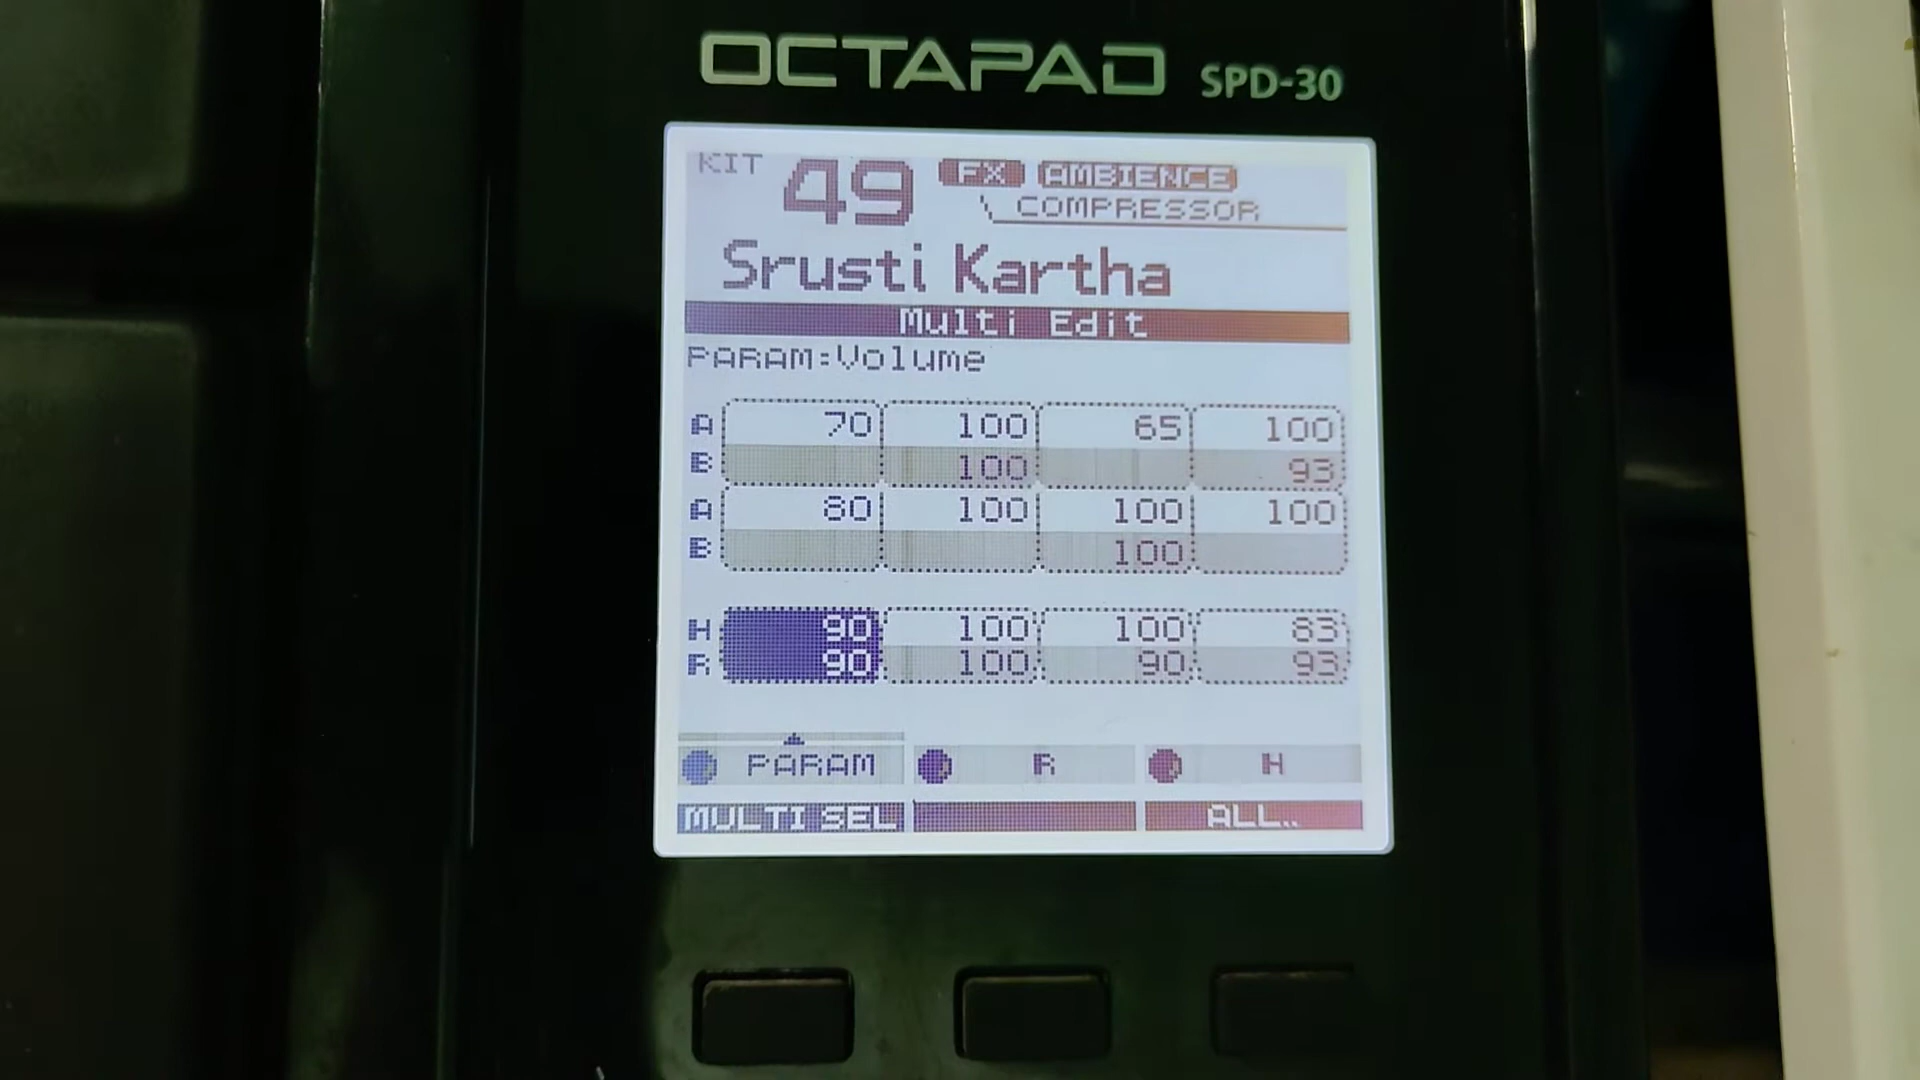 OCTAPAD SPD-30
KIT 49 FX AMBIENCE
COMPRESSOR
Srusti Kartha
Multi Edit
PARAM:Volume
A 70 100 65 100
B 100 93
A 80 100 100 100
B 100
H 90 100 100 83
R 90 100 90 93
PARAM R H
MULTI SEL ALL..